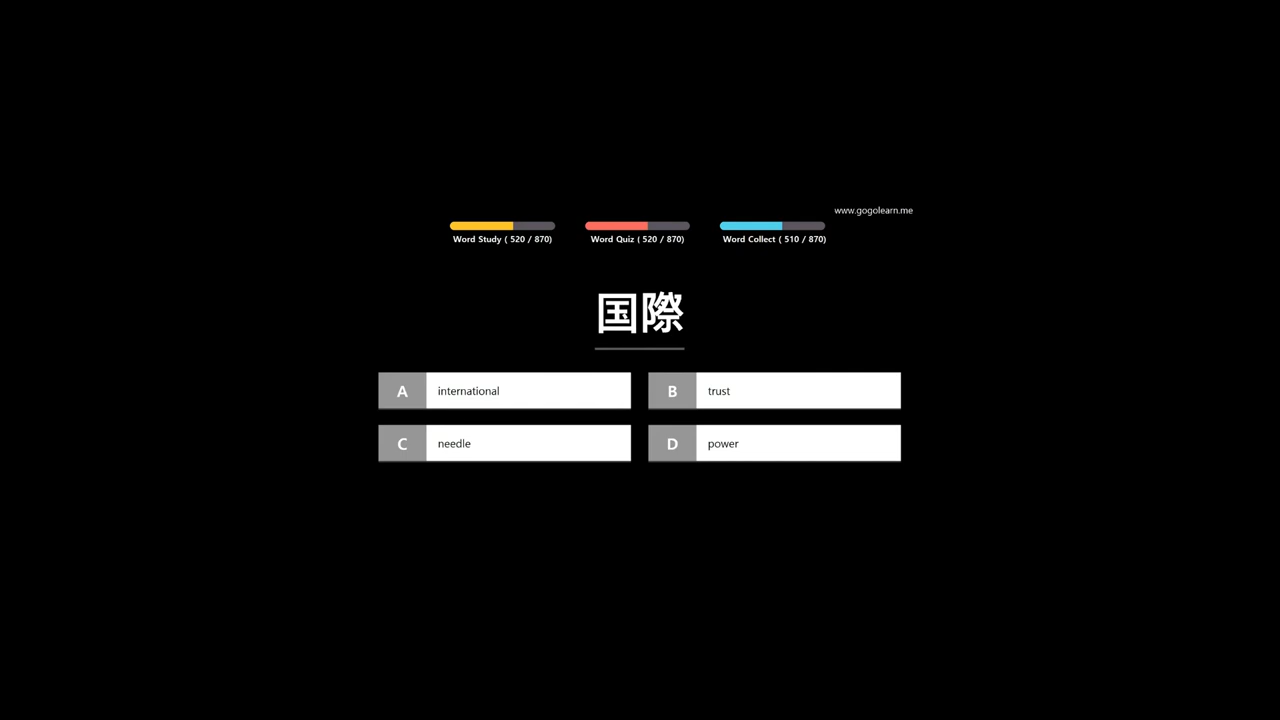 www.gogolearn.me
Word Study ( 520 / 870)
Word Quiz ( 520 / 870)
Word Collect ( 510 / 870)
国際
A international
B trust
C needle
D power